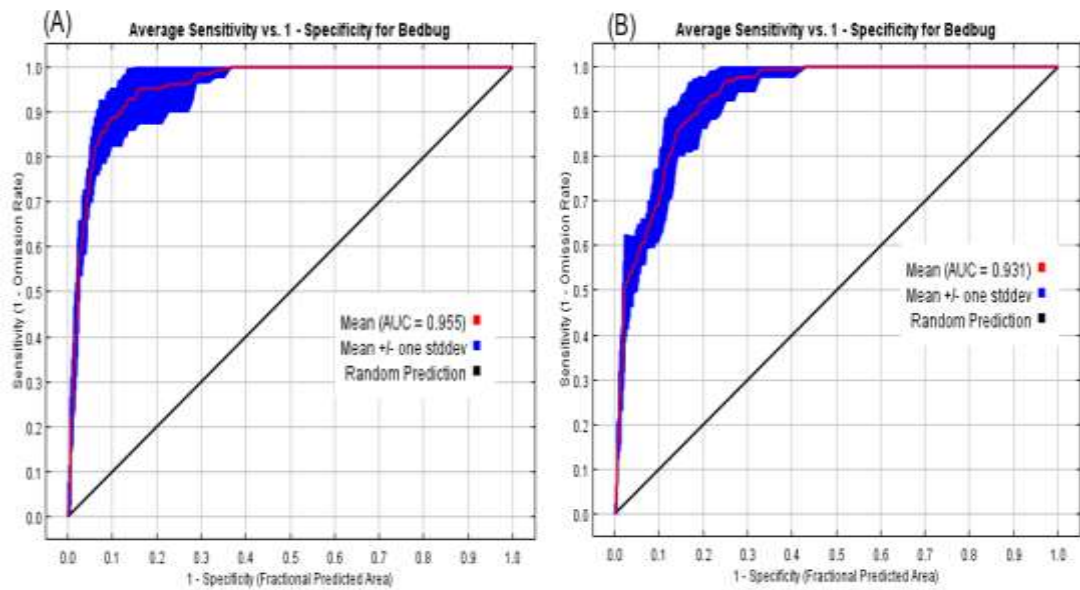 (A)
Average Sensitivity vs. 1 - Specificity for Bedbug
Sensitivity (1 - Omission Rate)
1.0
0.9
0.8
0.7
0.6
0.5
0.4
0.3
0.2
0.1
0.0
Mean (AUC = 0.955)
Mean +/- one stddev
Random Prediction
0.0 0.1 0.2 0.3 0.4 0.5 0.6 0.7 0.8 0.9 1.0
1 - Specificity (Fractional Predicted Area)
(B)
Average Sensitivity vs. 1 - Specificity for Bedbug
Sensitivity (1 - Omission Rate)
1.0
0.9
0.8
0.7
0.6
0.5
0.4
0.3
0.2
0.1
0.0
Mean (AUC = 0.931)
Mean +/- one stddev
Random Prediction
0.0 0.1 0.2 0.3 0.4 0.5 0.6 0.7 0.8 0.9 1.0
1 - Specificity (Fractional Predicted Area)